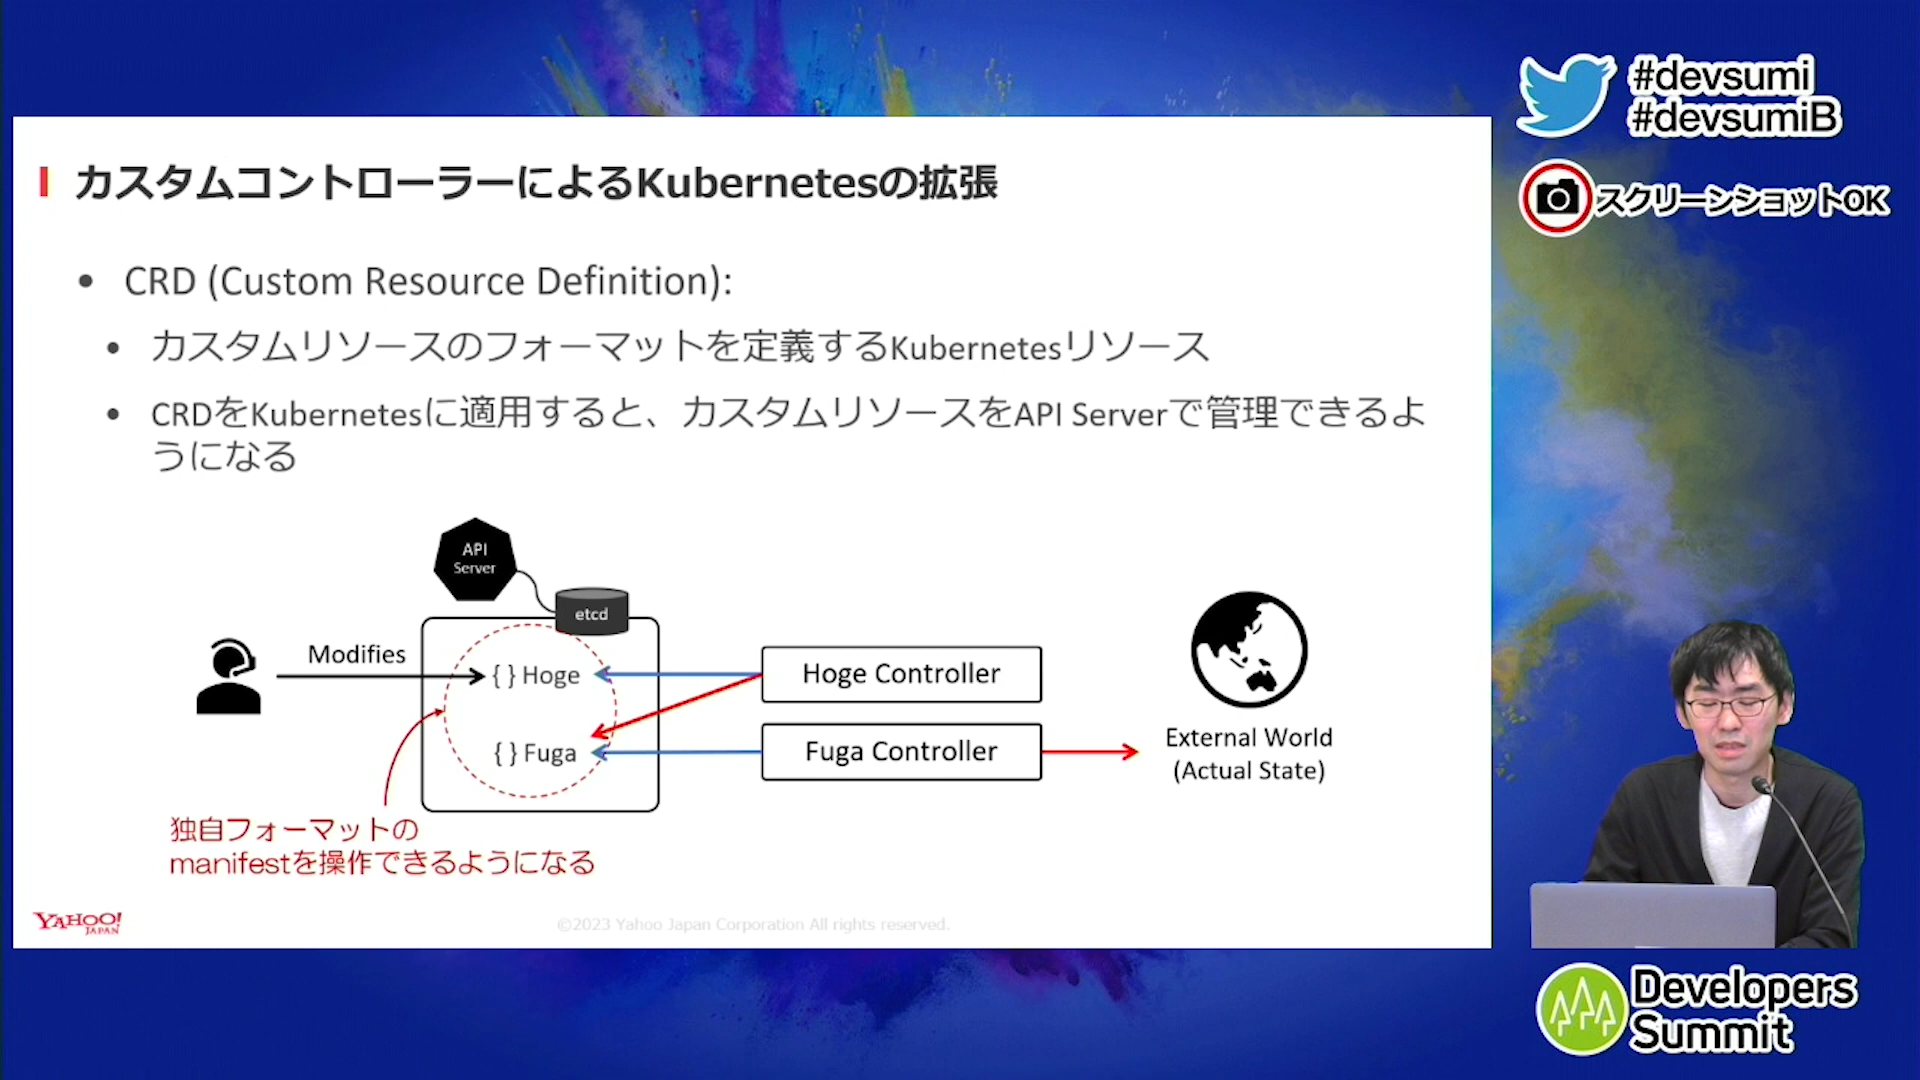 カスタムコントローラーによるKubernetesの拡張
CRD (Custom Resource Definition):
カスタムリソースのフォーマットを定義するKubernetesリソース
CRDをKubernetesに適用すると、カスタムリソースをAPI Serverで管理できるよ
うになる
API
Server
etcd
Modifies
{ } Hoge
{ } Fuga
Hoge Controller
Fuga Controller
External World
(Actual State)
独自フォーマットの
manifestを操作できるようになる
YAHOO!
JAPAN
©2023 Yahoo Japan Corporation All rights reserved.
#devsumi
#devsumiB
スクリーンショットOK
Developers
Summit